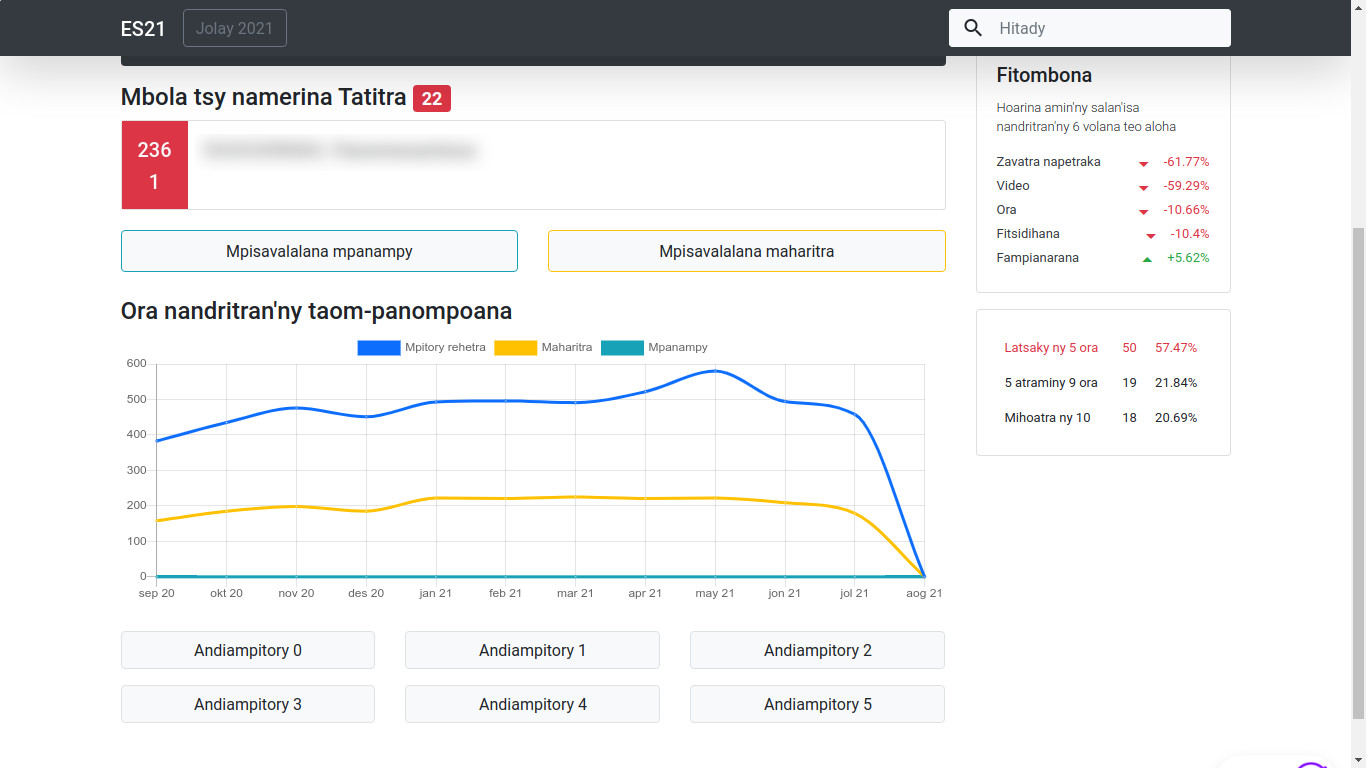 ES21
Jolay 2021
Hitady
Mbola tsy namerina Tatitra 22
236
1
Mpisavalalana mpanampy
Mpisavalalana maharitra
Ora nandritran'ny taom-panompoana
Mpitory rehetra
Maharitra
Mpanampy
600
500
400
300
200
100
0
sep 20
okt 20
nov 20
des 20
jan 21
feb 21
mar 21
apr 21
may 21
jon 21
jol 21
aog 21
Andiampitory 0
Andiampitory 1
Andiampitory 2
Andiampitory 3
Andiampitory 4
Andiampitory 5
Fitombona
Hoarina amin'ny salan'isa
nandritran'ny 6 volana teo aloha
Zavatra napetraka -61.77%
Video -59.29%
Ora -10.66%
Fitsidihana -10.4%
Fampianarana +5.62%
Latsaky ny 5 ora 50 57.47%
5 atraminy 9 ora 19 21.84%
Mihoatra ny 10 18 20.69%